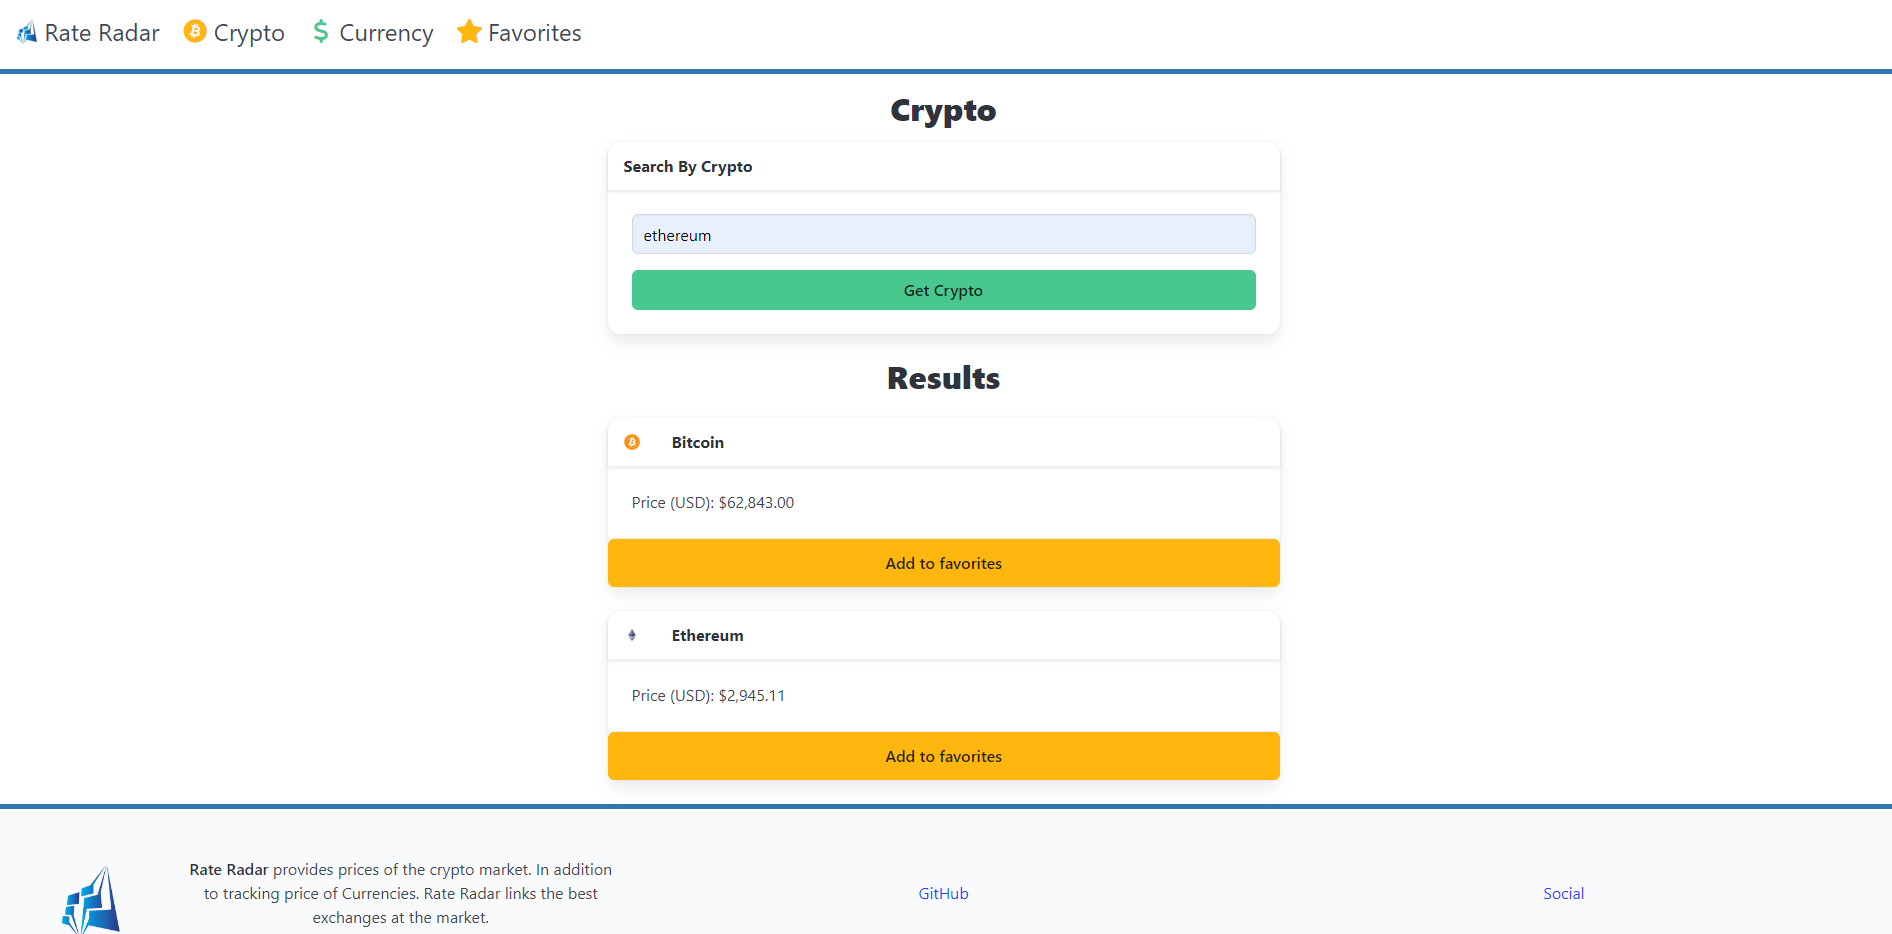 Rate Radar Crypto Currency Favorites
Crypto
Search By Crypto
ethereum
Get Crypto
Results
Bitcoin
Price (USD): $62,843.00
Add to favorites
Ethereum
Price (USD): $2,945.11
Add to favorites
Rate Radar provides prices of the crypto market. In addition
to tracking price of Currencies. Rate Radar links the best
exchanges at the market.
GitHub
Social